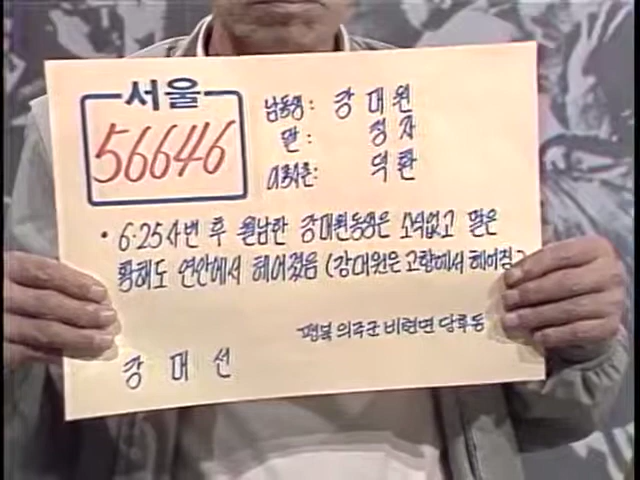 서울
56646
남동생: 강대원
딸: 정자
이종사촌: 덕환
• 6·25사변 후 월남한 강대원동생은 소식없고 딸은
황해도 연안에서 헤어졌음 (강대원은 고향에서 헤어짐)
평북 의주군 비현면 당후동
강대선